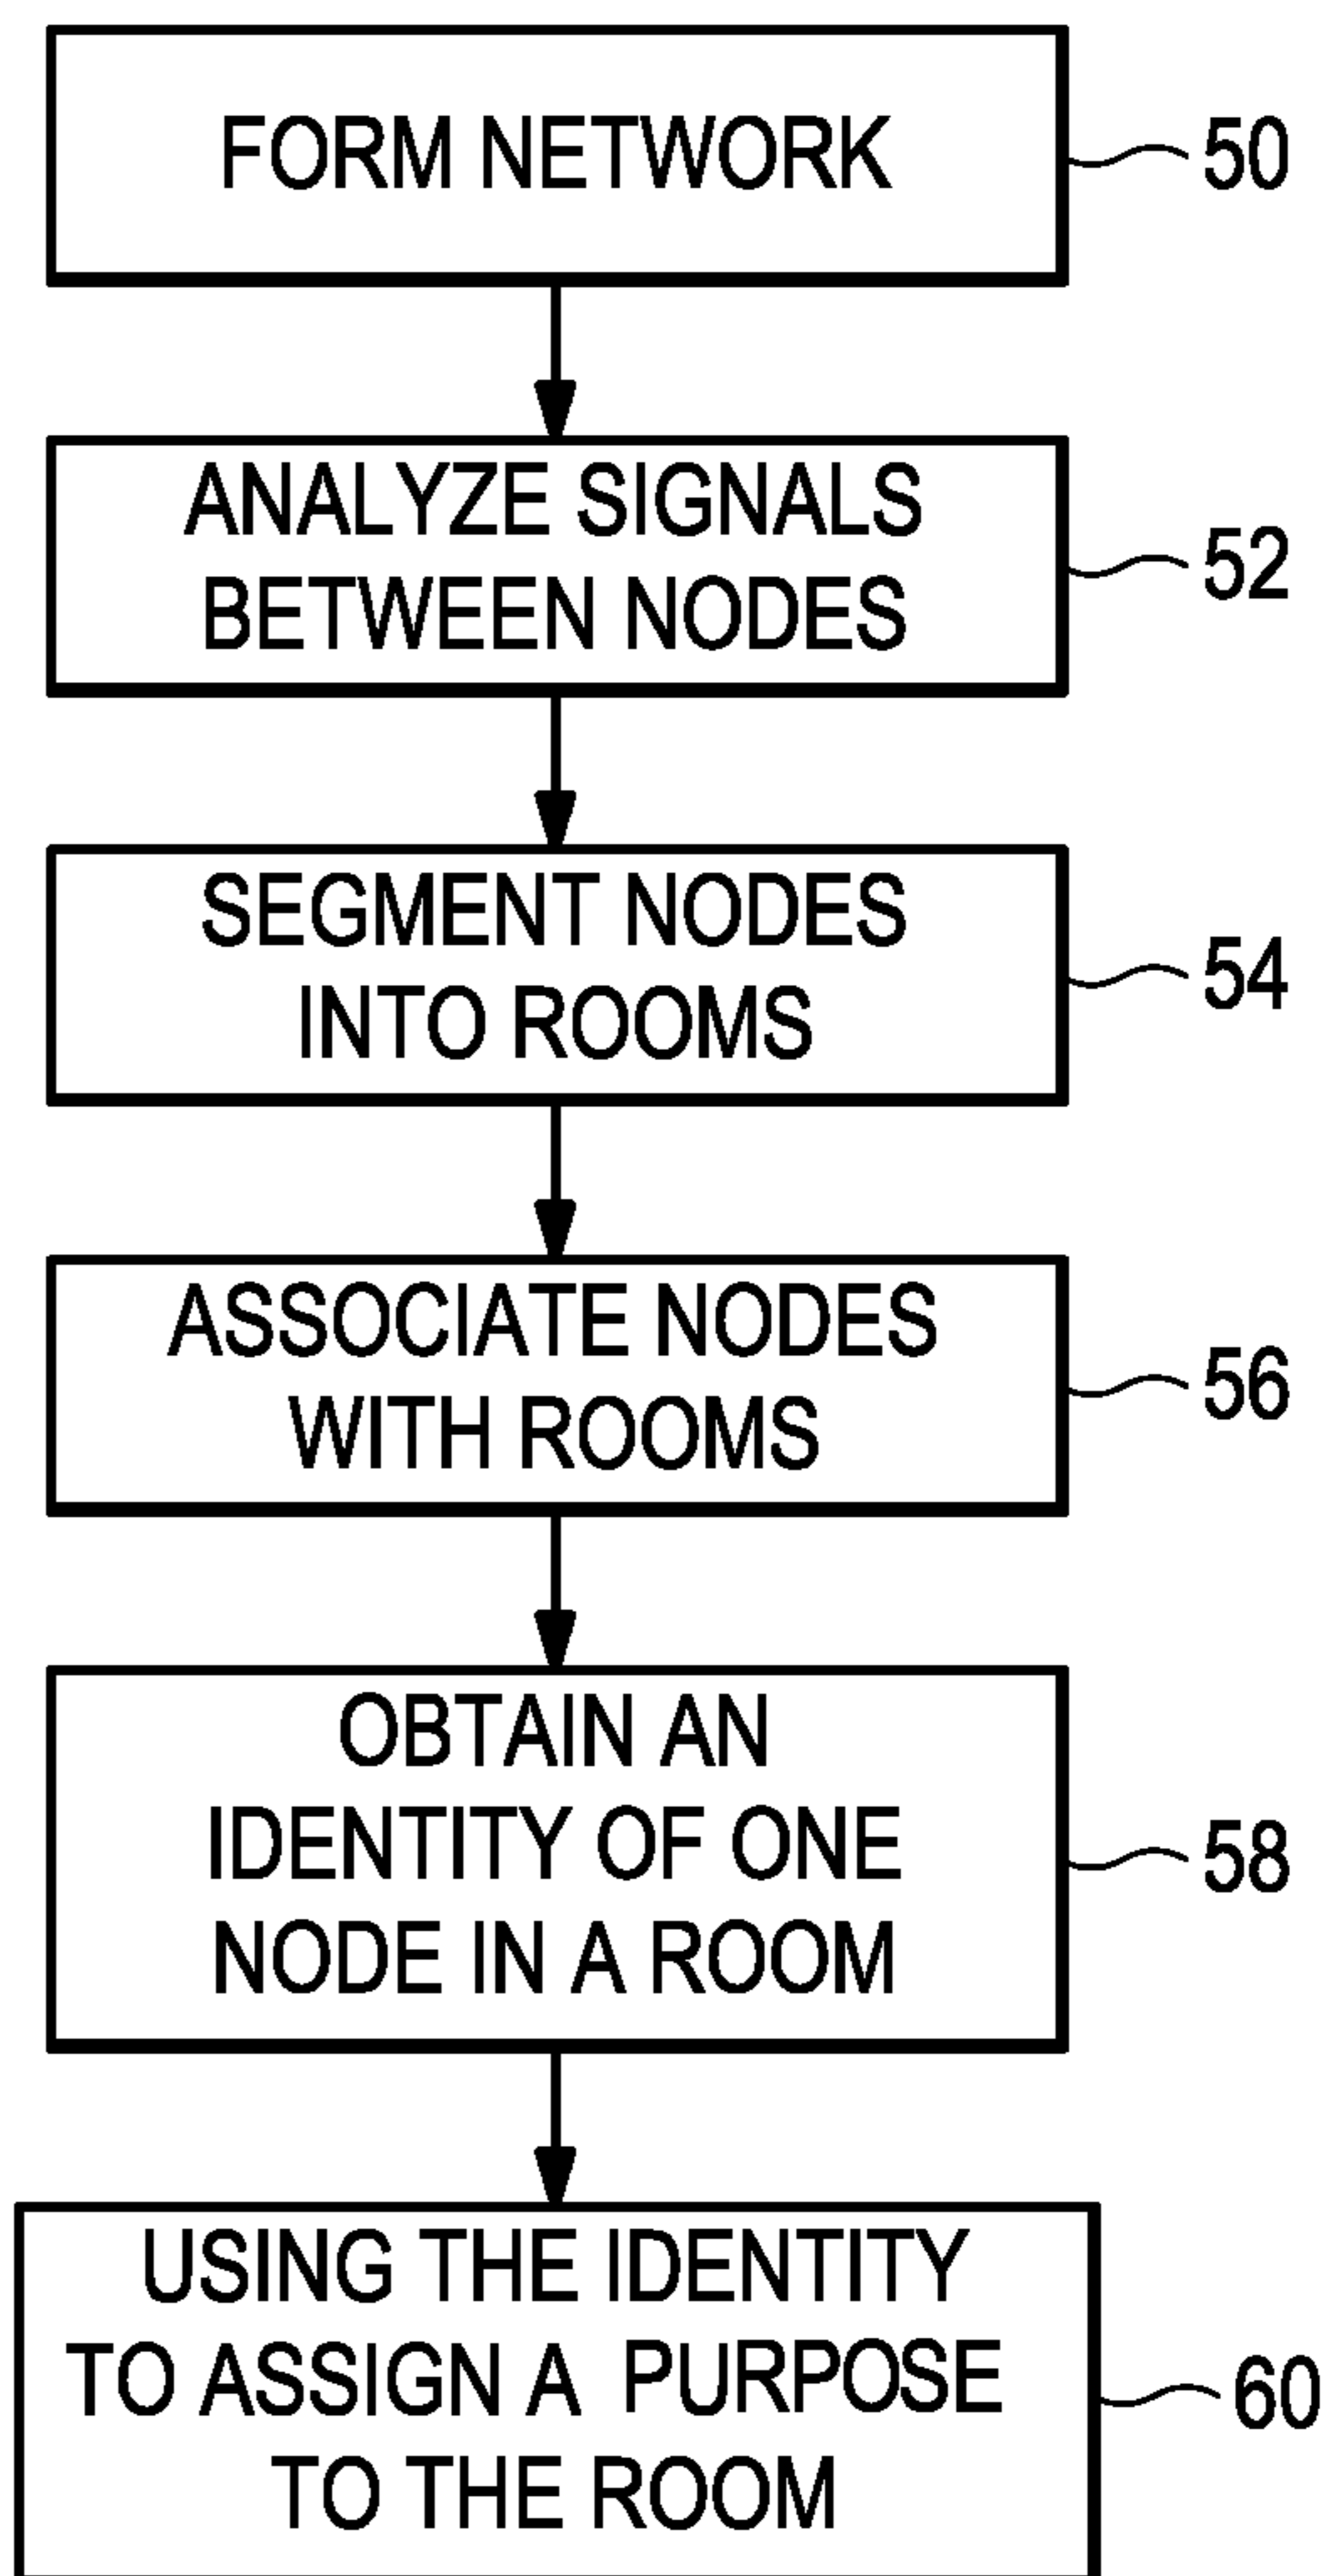 FORM NETWORK
50
ANALYZE SIGNALS
BETWEEN NODES
52
SEGMENT NODES
INTO ROOMS
54
ASSOCIATE NODES
WITH ROOMS
56
OBTAIN AN
IDENTITY OF ONE
NODE IN A ROOM
58
USING THE IDENTITY
TO ASSIGN A PURPOSE
TO THE ROOM
60